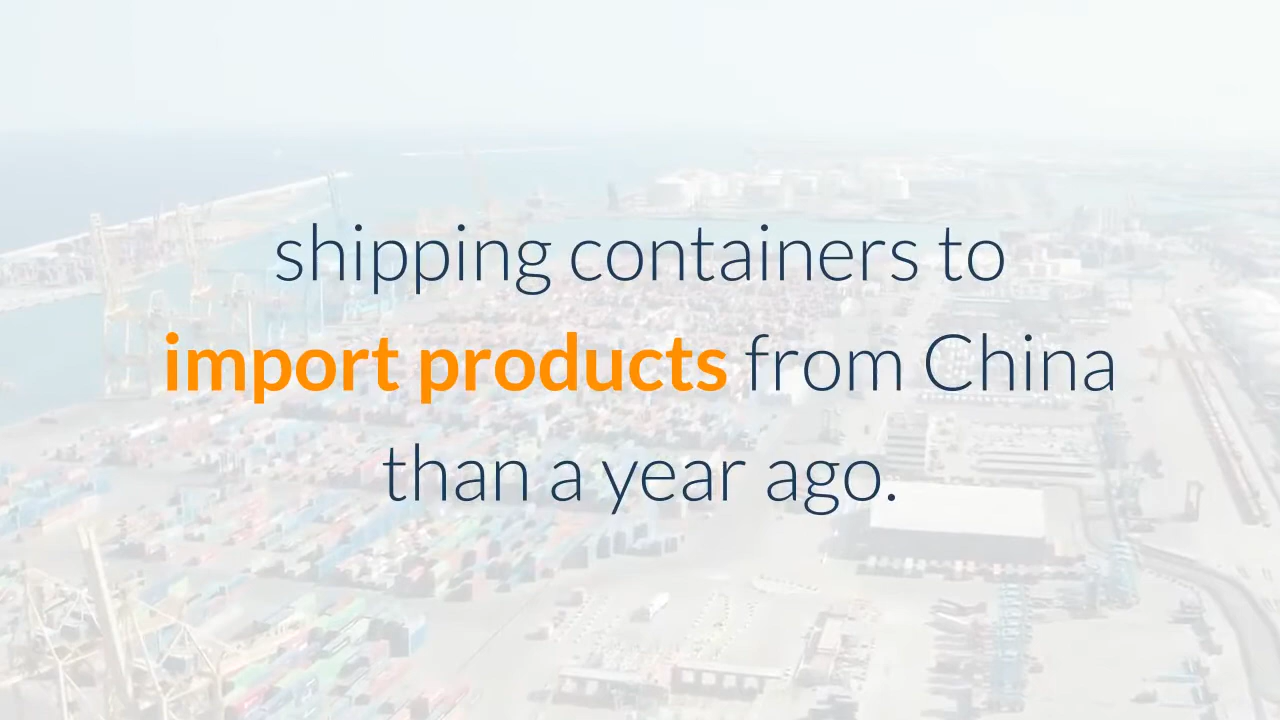 shipping containers to
import products from China
than a year ago.